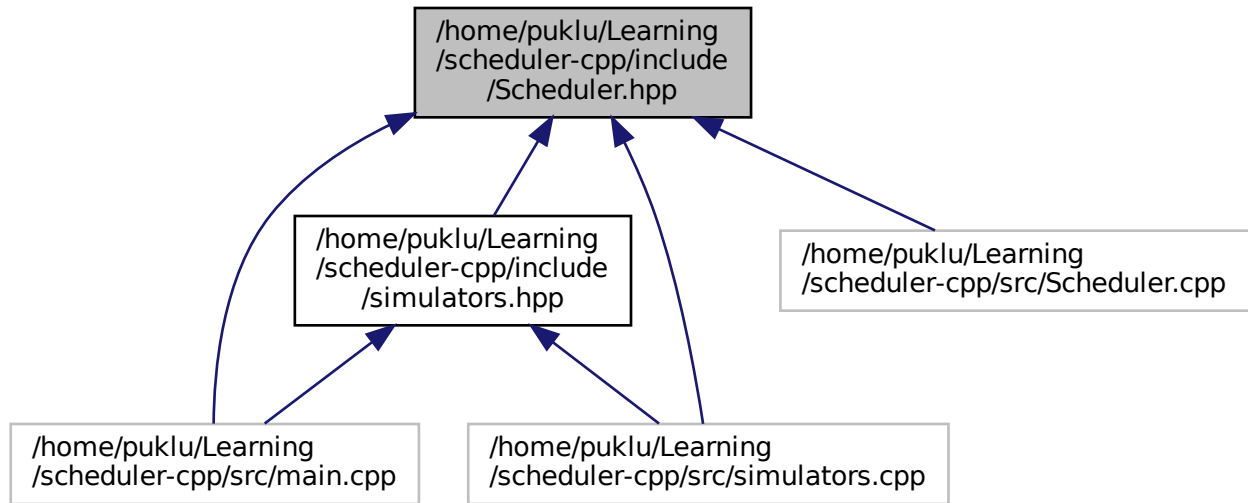 /home/puklu/Learning
/scheduler-cpp/include
/Scheduler.hpp
/home/puklu/Learning
/scheduler-cpp/include
/simulators.hpp
/home/puklu/Learning
/scheduler-cpp/src/Scheduler.cpp
/home/puklu/Learning
/scheduler-cpp/src/main.cpp
/home/puklu/Learning
/scheduler-cpp/src/simulators.cpp